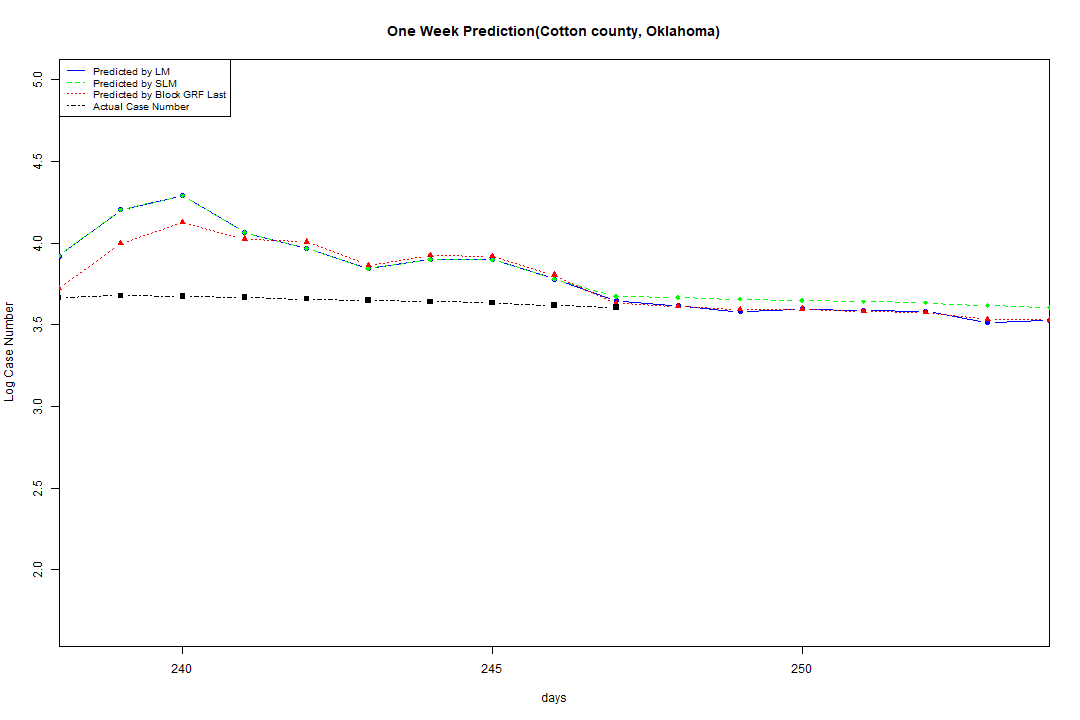 One Week Prediction(Cotton county, Oklahoma)
Predicted by LM
Predicted by SLM
Predicted by Block GRF Last
Actual Case Number
5.0
4.5
4.0
3.5
3.0
2.5
2.0
Log Case Number
240
245
250
days